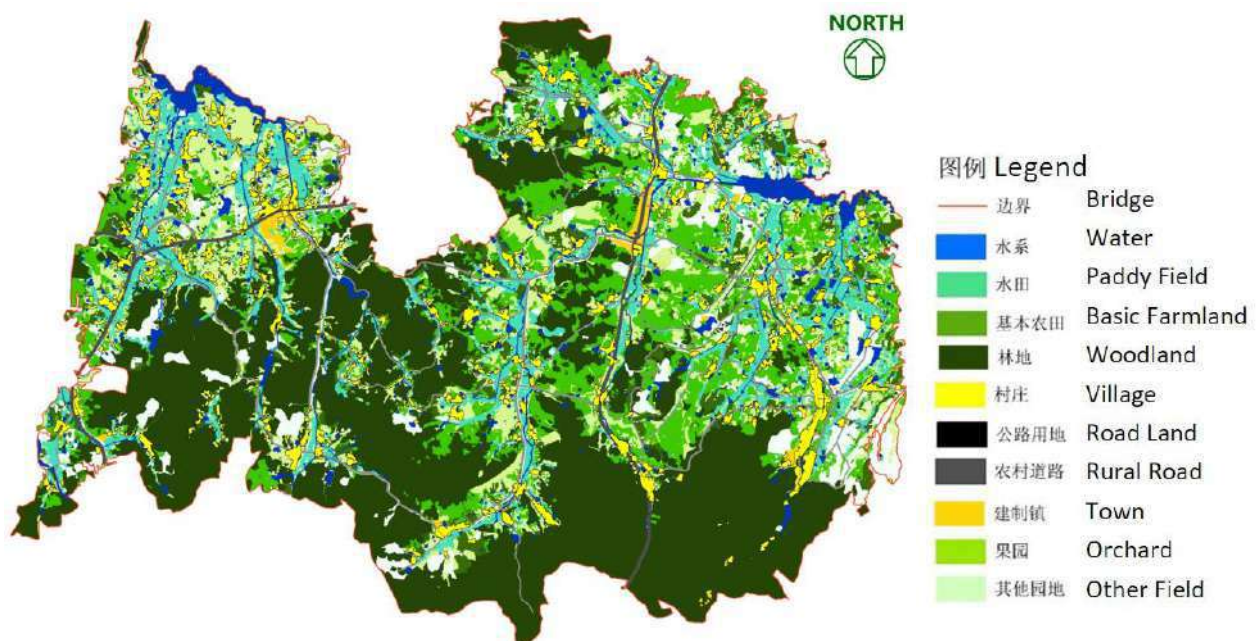 NORTH
图例 Legend
边界 Bridge
水系 Water
水田 Paddy Field
基本农田 Basic Farmland
林地 Woodland
村庄 Village
公路用地 Road Land
农村道路 Rural Road
建制镇 Town
果园 Orchard
其他园地 Other Field